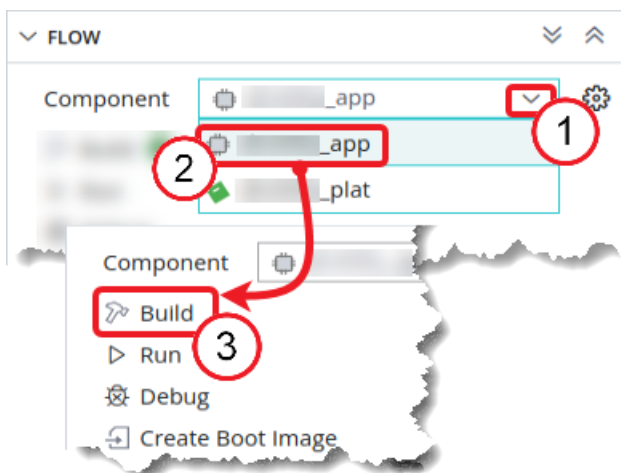 FLOW
Component _app
1
_app
2
_plat
Component
Build
3
Run
Debug
Create Boot Image